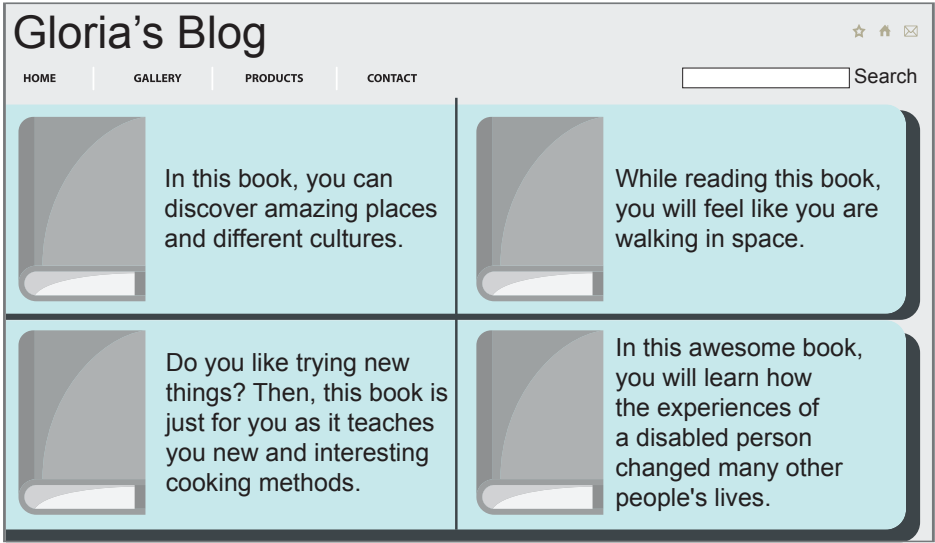 Gloria’s Blog
HOME GALLERY PRODUCTS CONTACT
Search
In this book, you can
discover amazing places
and different cultures.
While reading this book,
you will feel like you are
walking in space.
Do you like trying new
things? Then, this book is
just for you as it teaches
you new and interesting
cooking methods.
In this awesome book,
you will learn how
the experiences of
a disabled person
changed many other
people's lives.